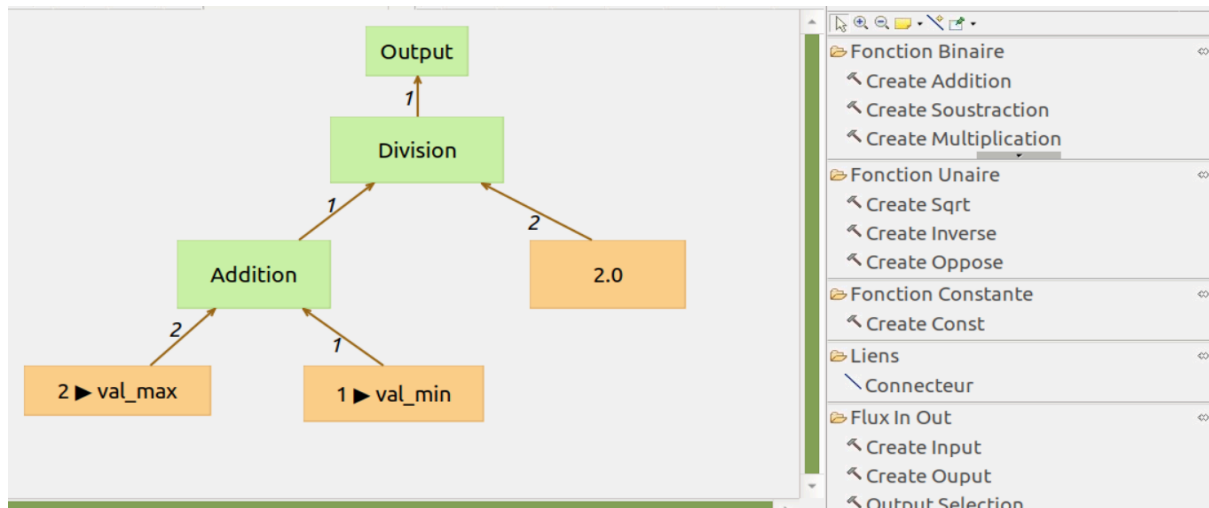 Output
1
Division
1
2
Addition
2.0
2
1
2 ▶ val_max
1 ▶ val_min
Fonction Binaire
Create Addition
Create Soustraction
Create Multiplication
Fonction Unaire
Create Sqrt
Create Inverse
Create Oppose
Fonction Constante
Create Const
Liens
Connecteur
Flux In Out
Create Input
Create Ouput
Output Selection